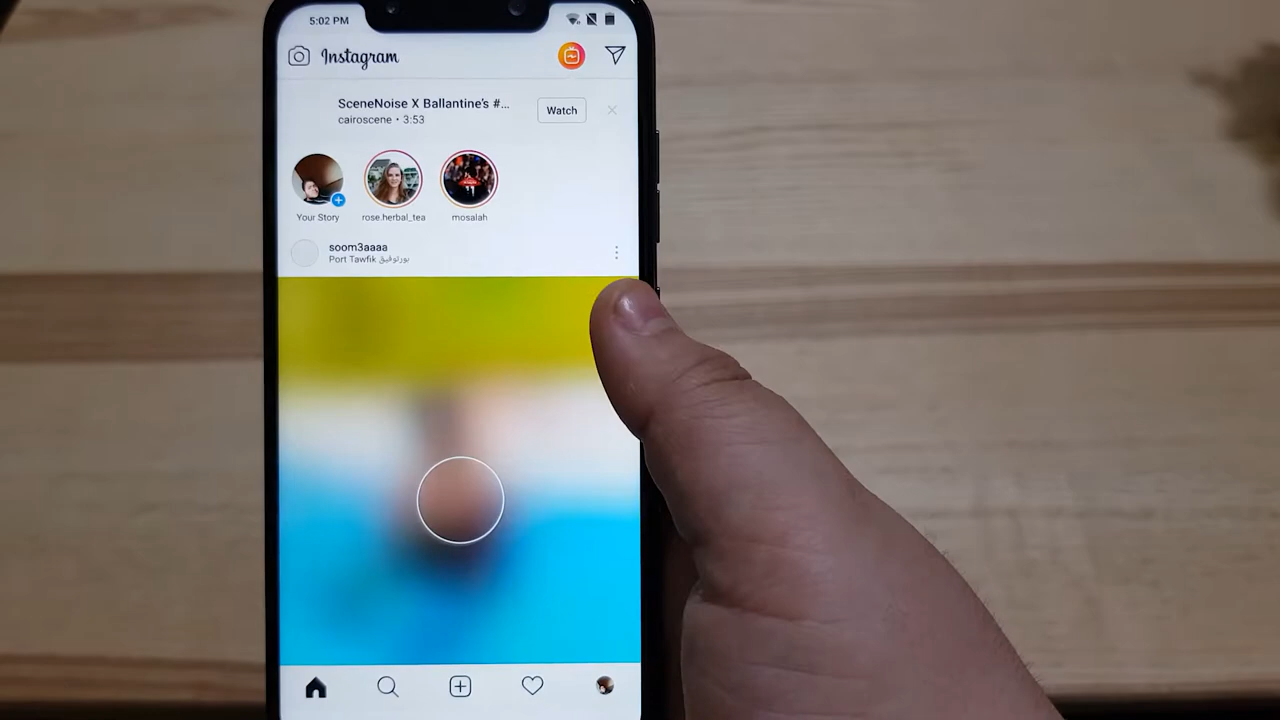 5:02 PM
Instagram
SceneNoise X Ballantine's #...
Watch
cairoscene • 3:53
Your Story
rose.herbal_tea
mosalah
soom3aaaa
Port Tawfik بورتوفيق